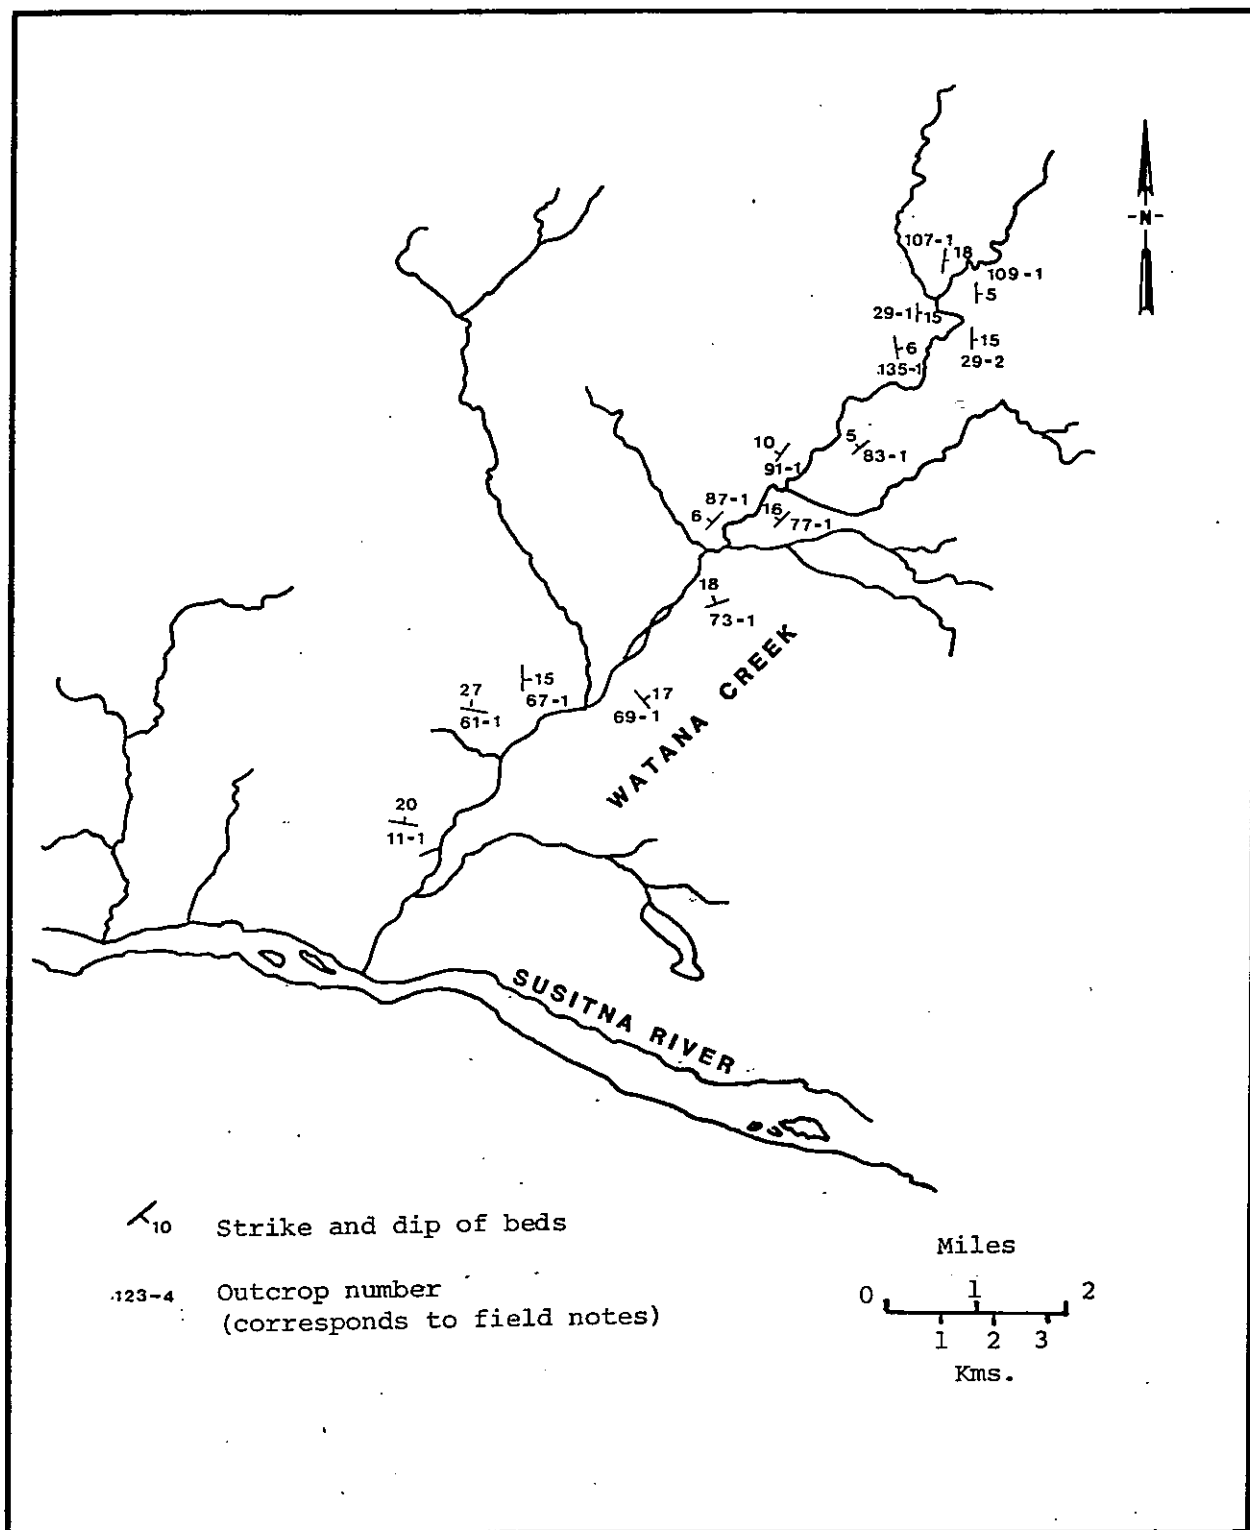 -N-
107-1
18
109-1
5
29-1
15
15
29-2
6
135-1
10
5
83-1
91-1
87-1
6
16
77-1
18
73-1
WATANA CREEK
27
15
67-1
61-1
17
69-1
20
11-1
SUSITNA RIVER
10 Strike and dip of beds
123-4 Outcrop number
(corresponds to field notes)
Miles
0 1 2
1 2 3
Kms.